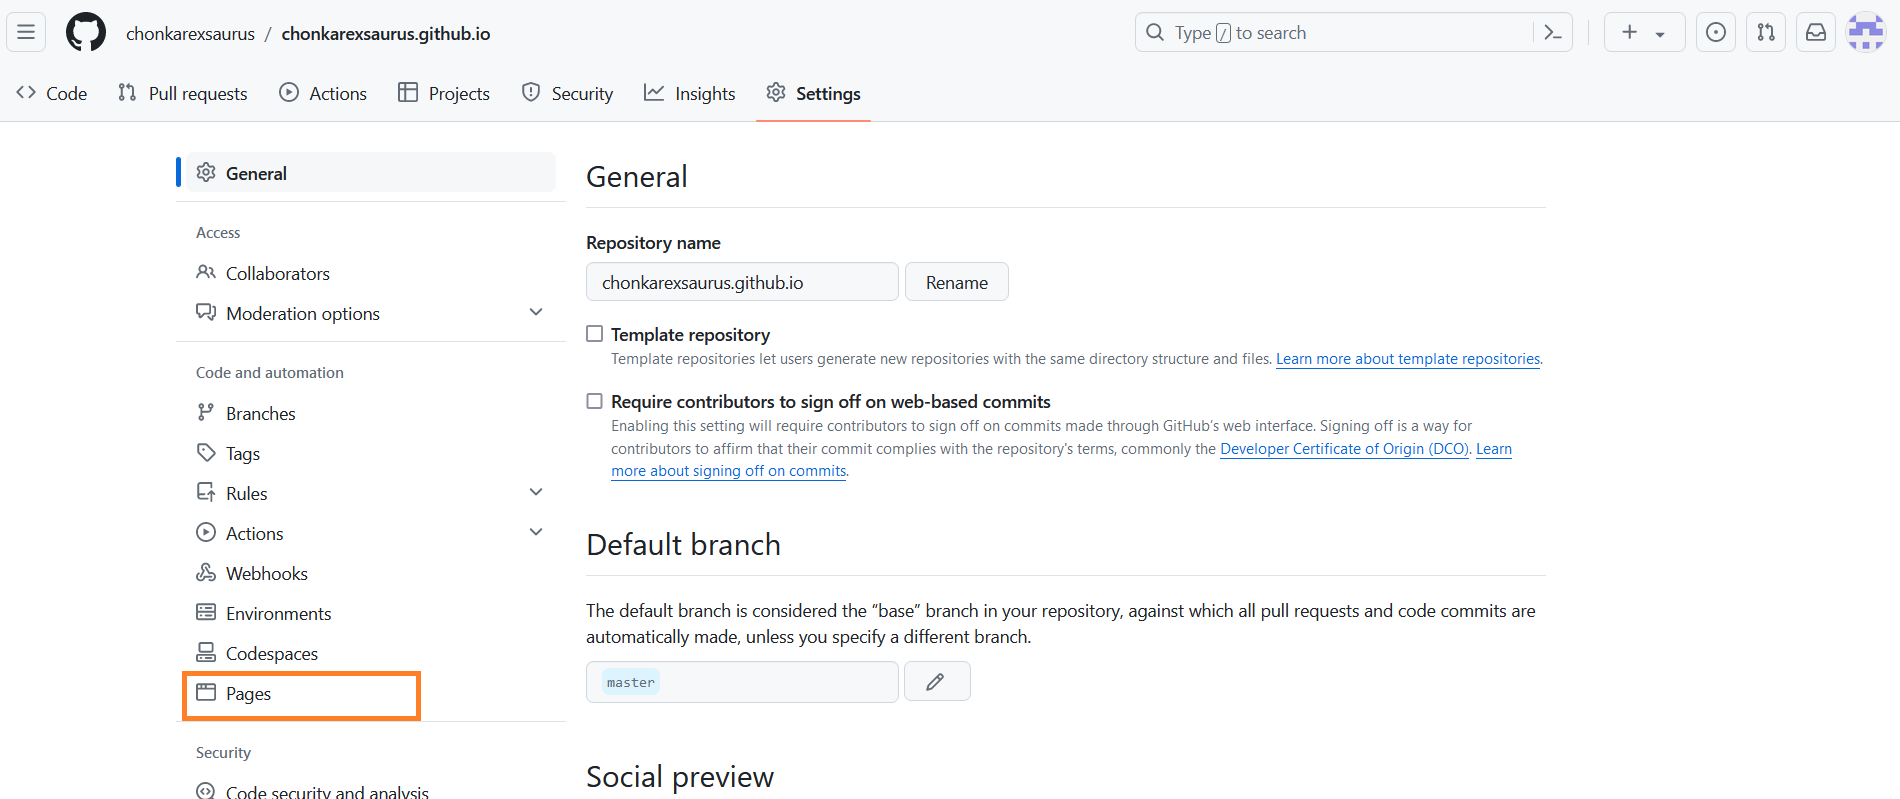 chonkarexsaurus / chonkarexsaurus.github.io
Type / to search
Code Pull requests Actions Projects Security Insights Settings
General
Access
Collaborators
Moderation options
Code and automation
Branches
Tags
Rules
Actions
Webhooks
Environments
Codespaces
Pages
Security
Code security and analysis
General
Repository name
chonkarexsaurus.github.io Rename
Template repository
Template repositories let users generate new repositories with the same directory structure and files. Learn more about template repositories.
Require contributors to sign off on web-based commits
Enabling this setting will require contributors to sign off on commits made through GitHub's web interface. Signing off is a way for
contributors to affirm that their commit complies with the repository's terms, commonly the Developer Certificate of Origin (DCO). Learn
more about signing off on commits.
Default branch
The default branch is considered the “base” branch in your repository, against which all pull requests and code commits are
automatically made, unless you specify a different branch.
master
Social preview